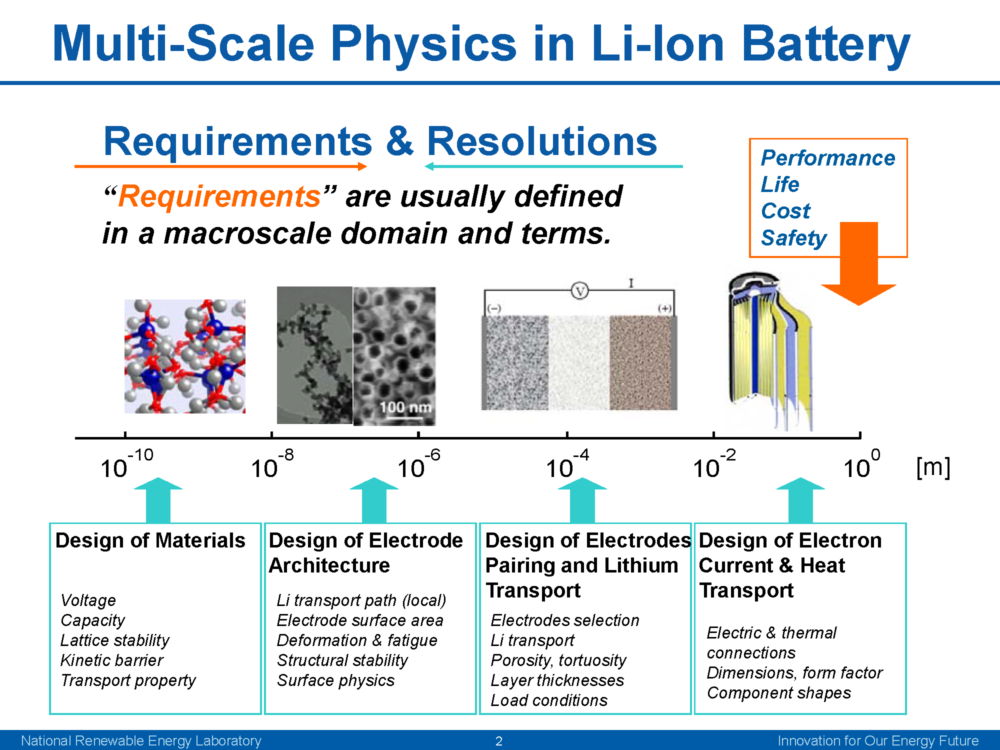 Multi-Scale Physics in Li-Ion Battery
Requirements & Resolutions
“Requirements” are usually defined
in a macroscale domain and terms.
Performance
Life
Cost
Safety
V
I
(–)
(+)
100 nm
10^-10
10^-8
10^-6
10^-4
10^-2
10^0
[m]
Design of Materials
Voltage
Capacity
Lattice stability
Kinetic barrier
Transport property
Design of Electrode
Architecture
Li transport path (local)
Electrode surface area
Deformation & fatigue
Structural stability
Surface physics
Design of Electrodes
Pairing and Lithium
Transport
Electrodes selection
Li transport
Porosity, tortuosity
Layer thicknesses
Load conditions
Design of Electron
Current & Heat
Transport
Electric & thermal
connections
Dimensions, form factor
Component shapes
National Renewable Energy Laboratory
2
Innovation for Our Energy Future